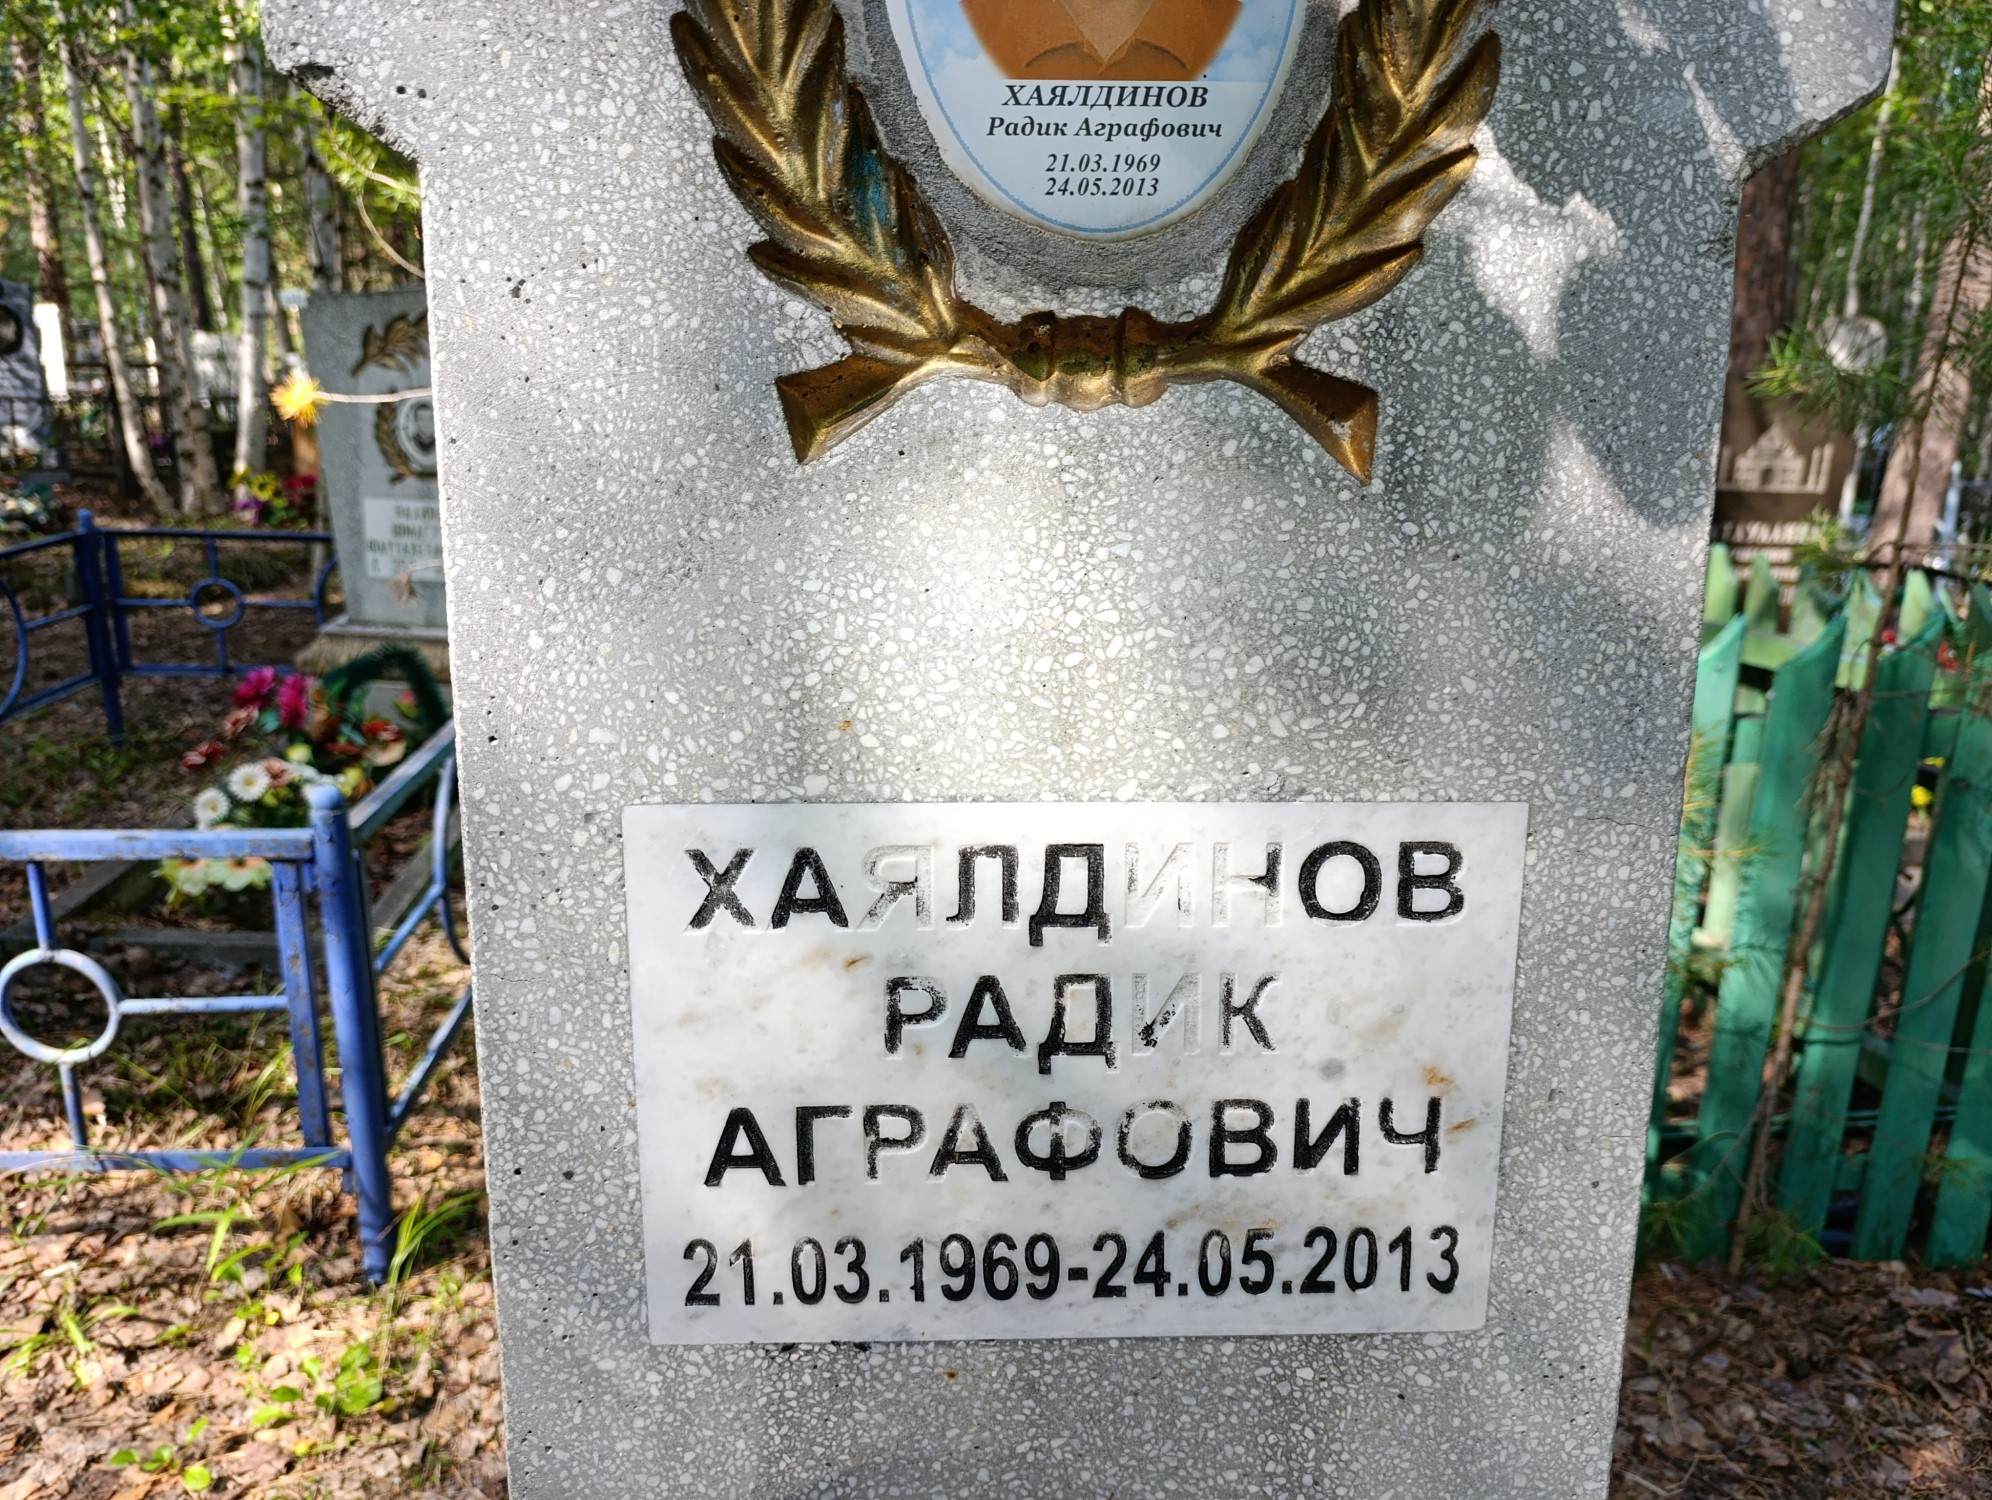 ХАЯЛДИНОВ
Радик Аграфович
21.03.1969
24.05.2013
ХАЯЛДИНОВ
РАДИК
АГРАФОВИЧ
21.03.1969-24.05.2013